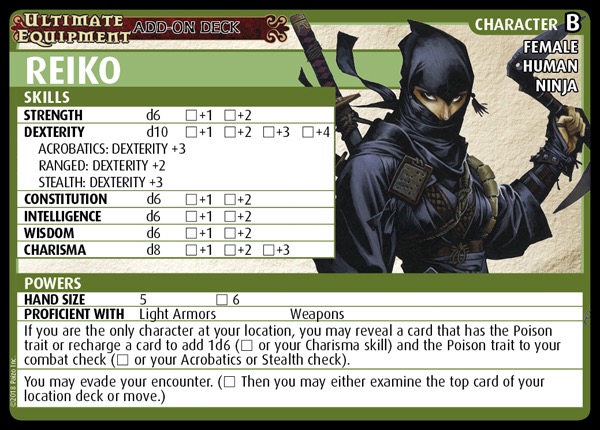 ULTIMATE EQUIPMENT ADD-ON DECK
CHARACTER B
FEMALE
HUMAN
NINJA
REIKO
SKILLS
STRENGTH d6 □+1 □+2
DEXTERITY d10 □+1 □+2 □+3 □+4
ACROBATICS: DEXTERITY +3
RANGED: DEXTERITY +2
STEALTH: DEXTERITY +3
CONSTITUTION d6 □+1 □+2
INTELLIGENCE d6 □+1 □+2
WISDOM d6 □+1 □+2
CHARISMA d8 □+1 □+2 □+3
POWERS
HAND SIZE 5 □ 6
PROFICIENT WITH Light Armors Weapons
If you are the only character at your location, you may reveal a card that has the Poison
trait or recharge a card to add 1d6 (□ or your Charisma skill) and the Poison trait to your
combat check (□ or your Acrobatics or Stealth check).
You may evade your encounter. (□ Then you may either examine the top card of your
location deck or move.)
©2018 Paizo Inc.